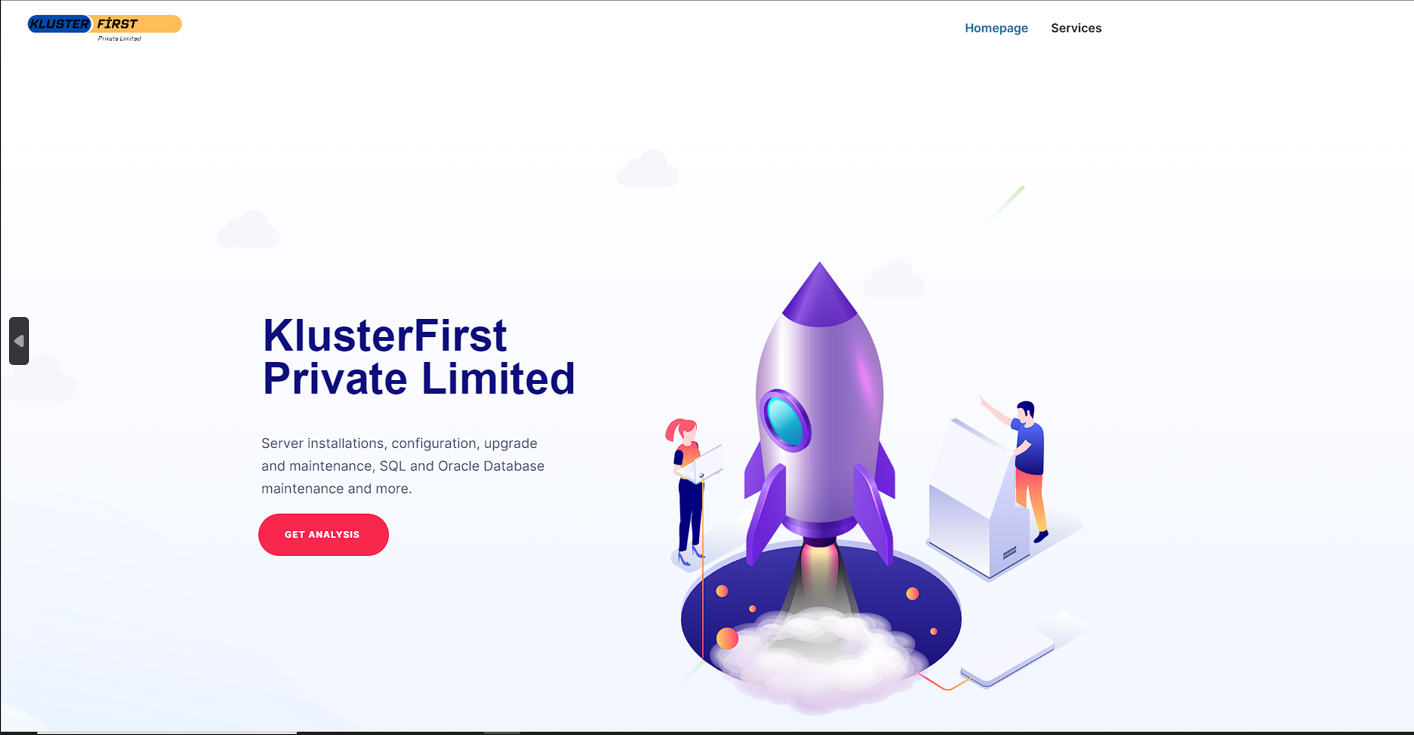 KLUSTER FİRST
Private Limited
Homepage
Services
KlusterFirst
Private Limited
Server installations, configuration, upgrade
and maintenance, SQL and Oracle Database
maintenance and more.
GET ANALYSIS